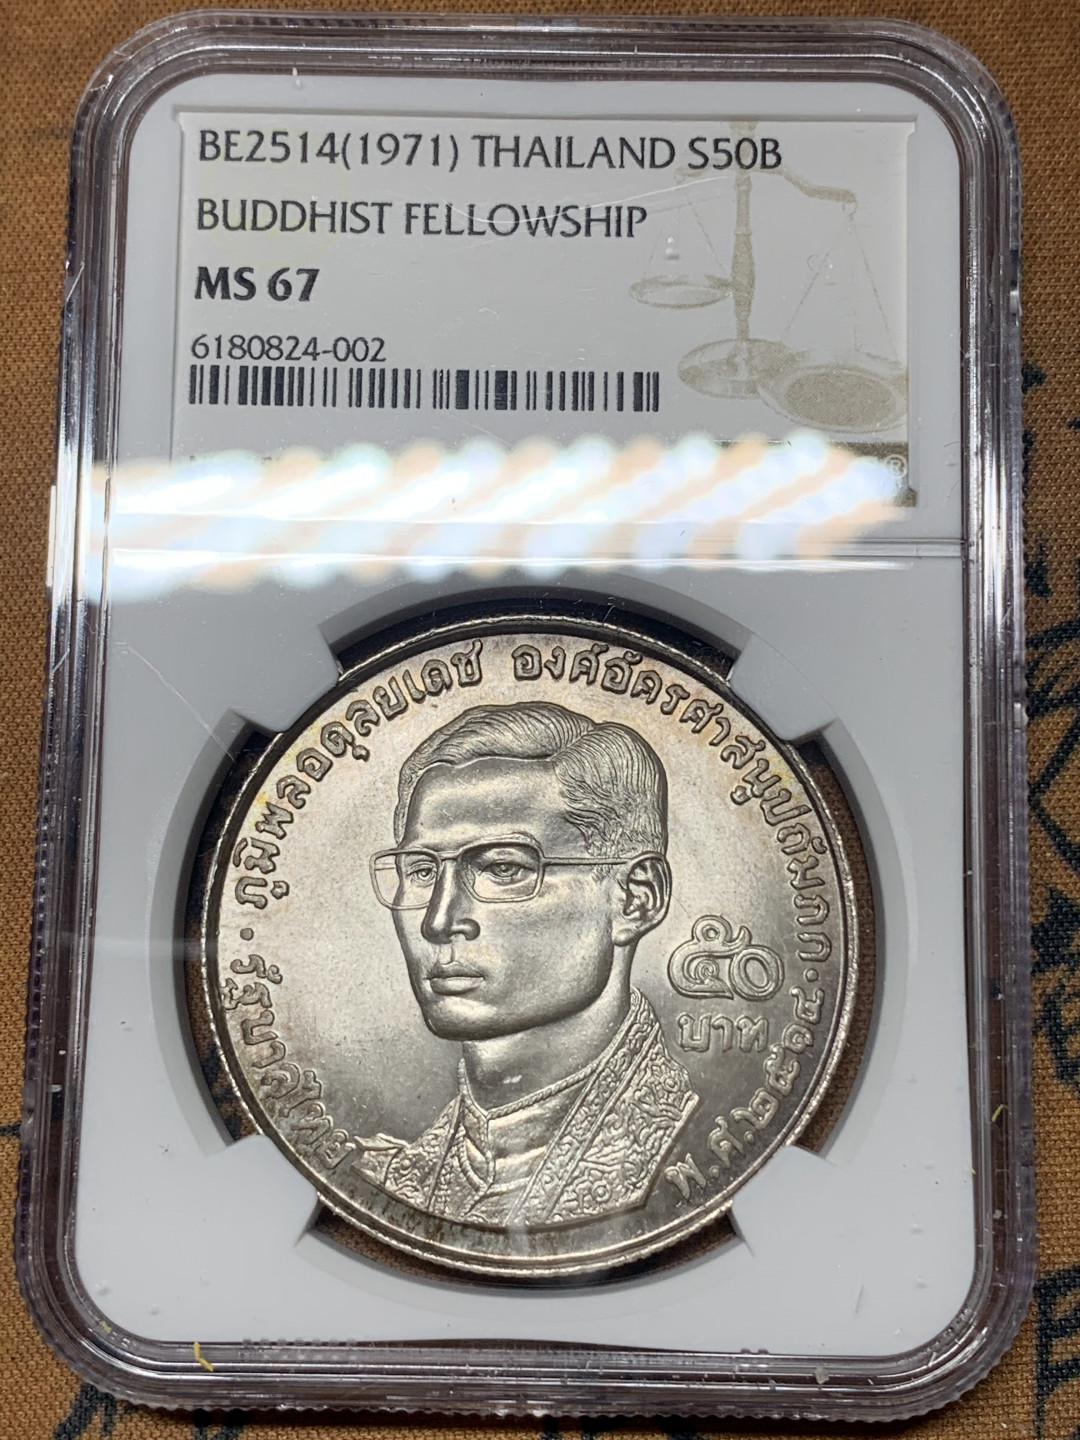 BE2514(1971) THAILAND S50B
BUDDHIST FELLOWSHIP
MS 67
6180824-002
®
ภูมิพลอดุลยเดช องค์อัครศาสนูปถัมภก
๕๐
บาท
รัฐบาลไทย
พ.ศ.๒๕๑๔